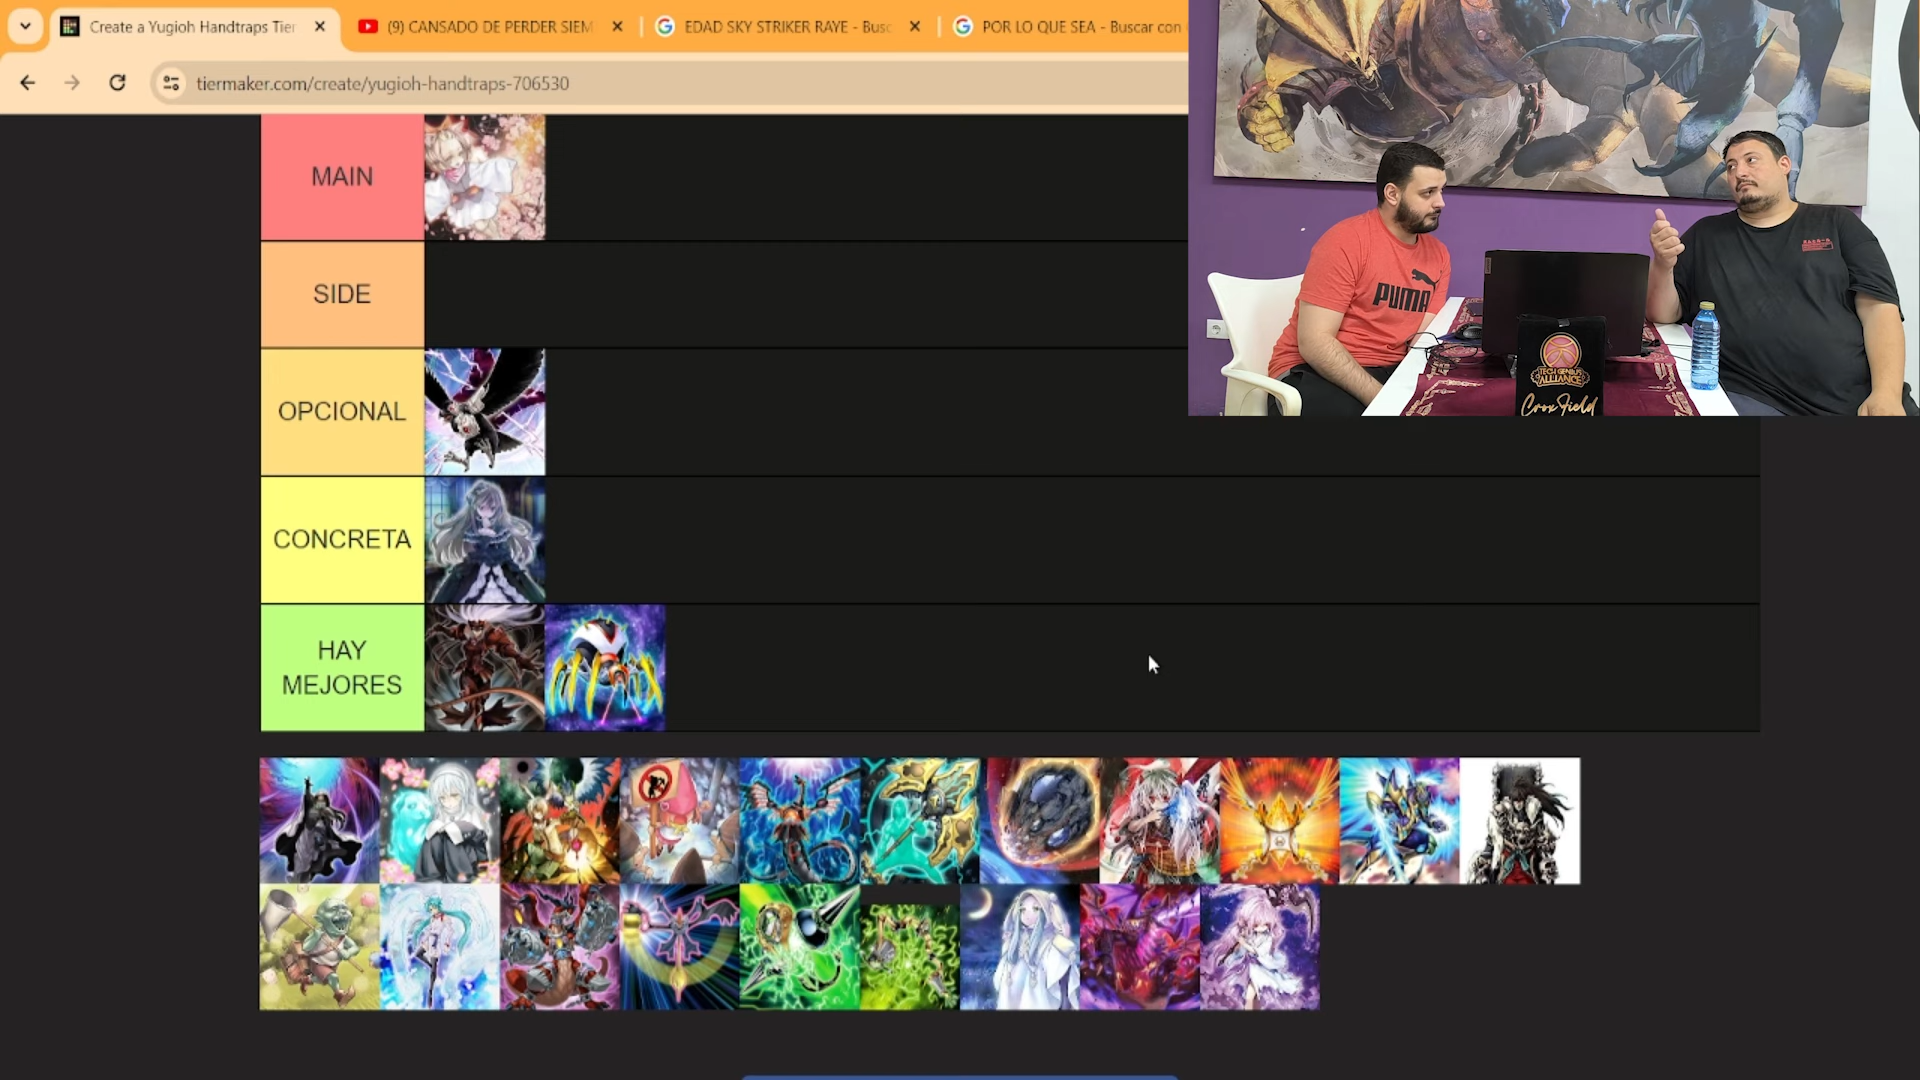 Create a Yugioh Handtraps Tier
(9) CANSADO DE PERDER SIEM
EDAD SKY STRIKER RAYE - Busc
POR LO QUE SEA - Buscar con
tiermaker.com/create/yugioh-handtraps-706530
MAIN
SIDE
OPCIONAL
CONCRETA
HAY
MEJORES
PUMA
TECH GENIUS
ALLIANCE
CroxField